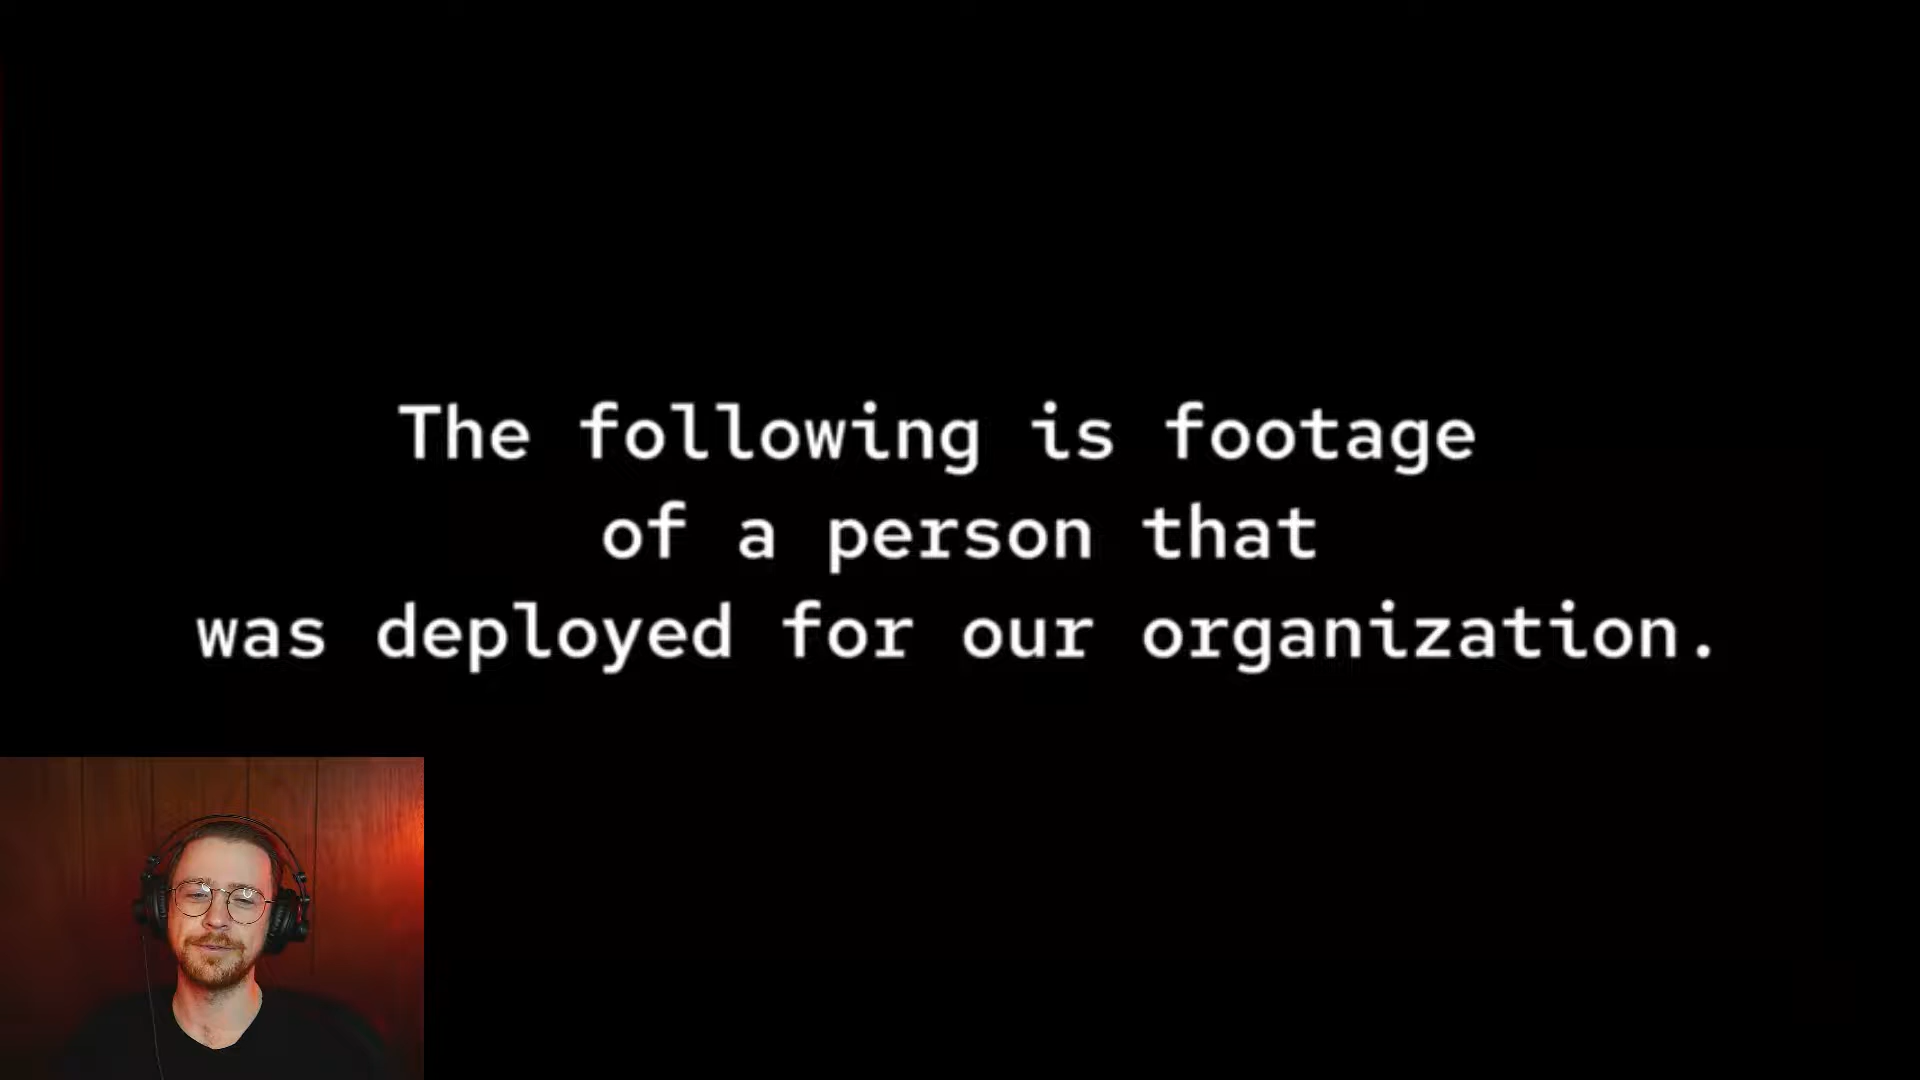 The following is footage
of a person that
was deployed for our organization.